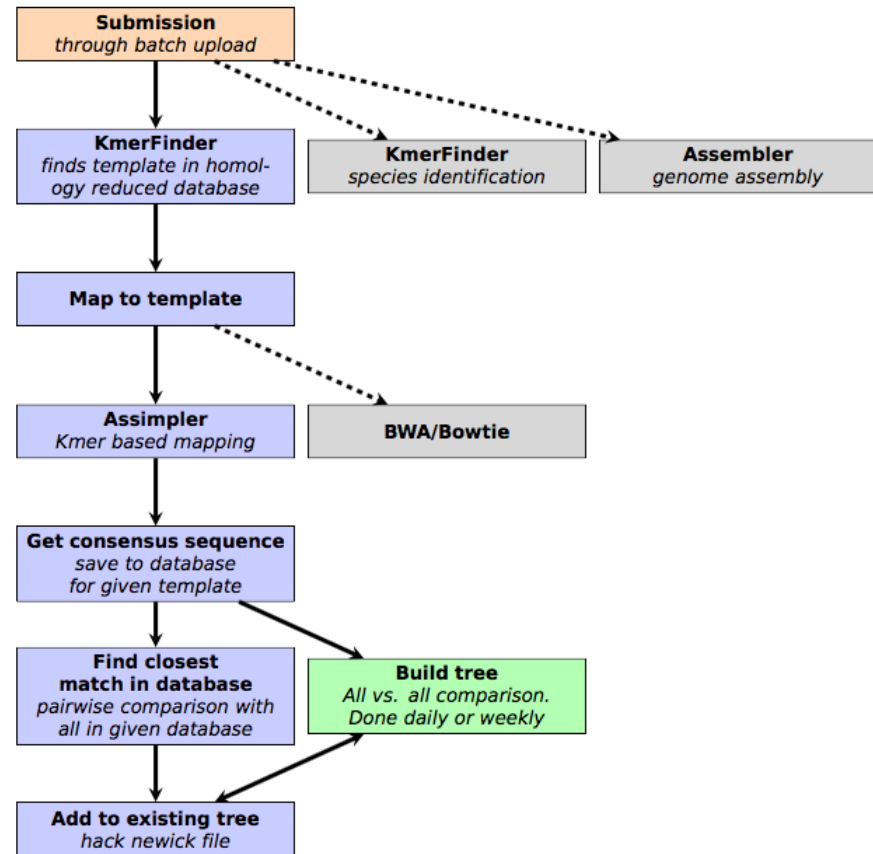 Submission
through batch upload
KmerFinder
finds template in homol-
ogy reduced database
KmerFinder
species identification
Assembler
genome assembly
Map to template
Assimpler
Kmer based mapping
BWA/Bowtie
Get consensus sequence
save to database
for given template
Find closest
match in database
pairwise comparison with
all in given database
Build tree
All vs. all comparison.
Done daily or weekly
Add to existing tree
hack newick file